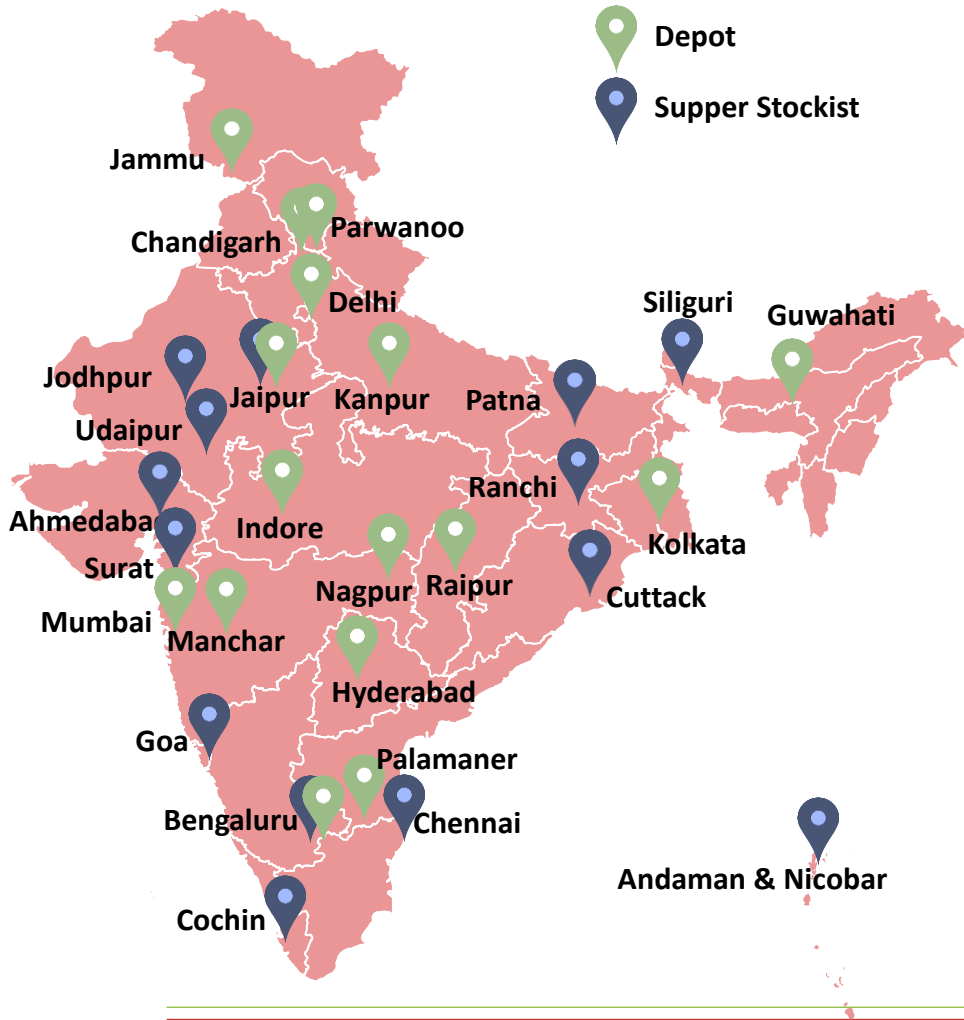 Depot
Supper Stockist
Jammu
Parwanoo
Chandigarh
Delhi
Siliguri
Guwahati
Jodhpur
Jaipur
Kanpur
Patna
Udaipur
Ranchi
Ahmedabad
Indore
Kolkata
Surat
Nagpur
Raipur
Cuttack
Mumbai
Manchar
Hyderabad
Goa
Palamaner
Bengaluru
Chennai
Andaman & Nicobar
Cochin